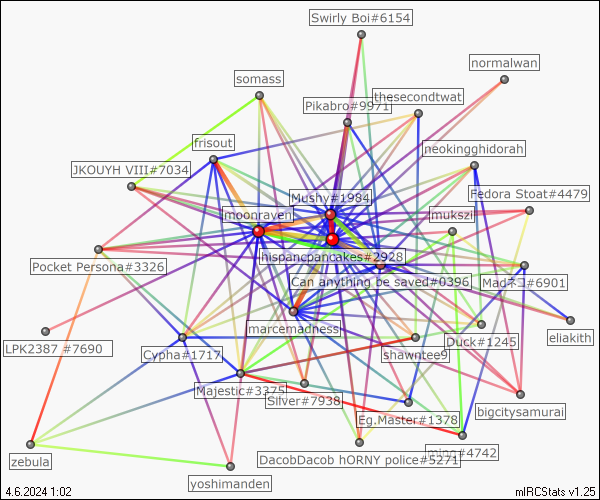 Swirly Boi#6154
normalwan
somass
thesecondtwat
Pikabro#9971
frisout
neokingghidorah
JKOUYH VIII#7034
Mushy#1984
Fedora Stoat#4479
moonraven
mukszi
hispancpancakes#2928
Pocket Persona#3326
Can anything be saved#0396
Madネコ#6901
marcemadness
eliakith
LPK2387 #7690
Cypha#1717
shawntee9
Duck#1245
Majestic#3375
Silver#7938
bigcitysamurai
Eg.Master#1378
mino#4742
zebula
DacobDacob hORNY police#5271
yoshimanden
4.6.2024 1:02
mIRCStats v1.25